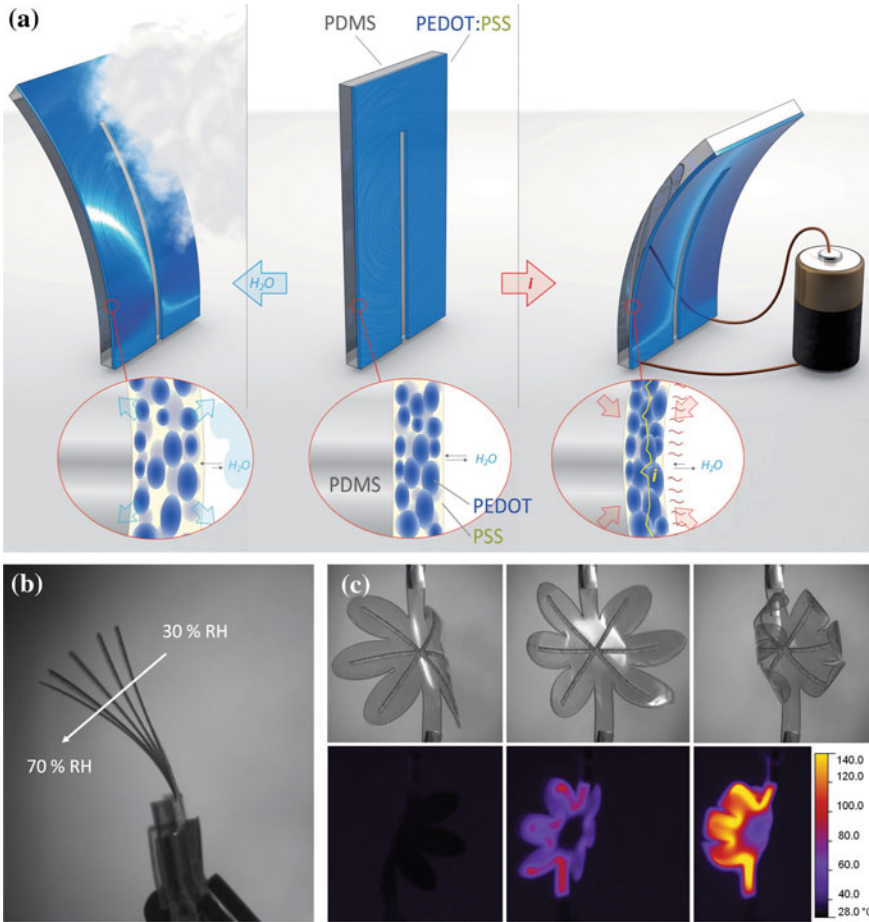 (a)
PDMS
PEDOT:PSS
H₂O
i
H₂O
PDMS
H₂O
PEDOT
PSS
i
H₂O
(b)
30 % RH
70 % RH
(c)
140.0
120.0
100.0
80.0
60.0
40.0
28.0 °C